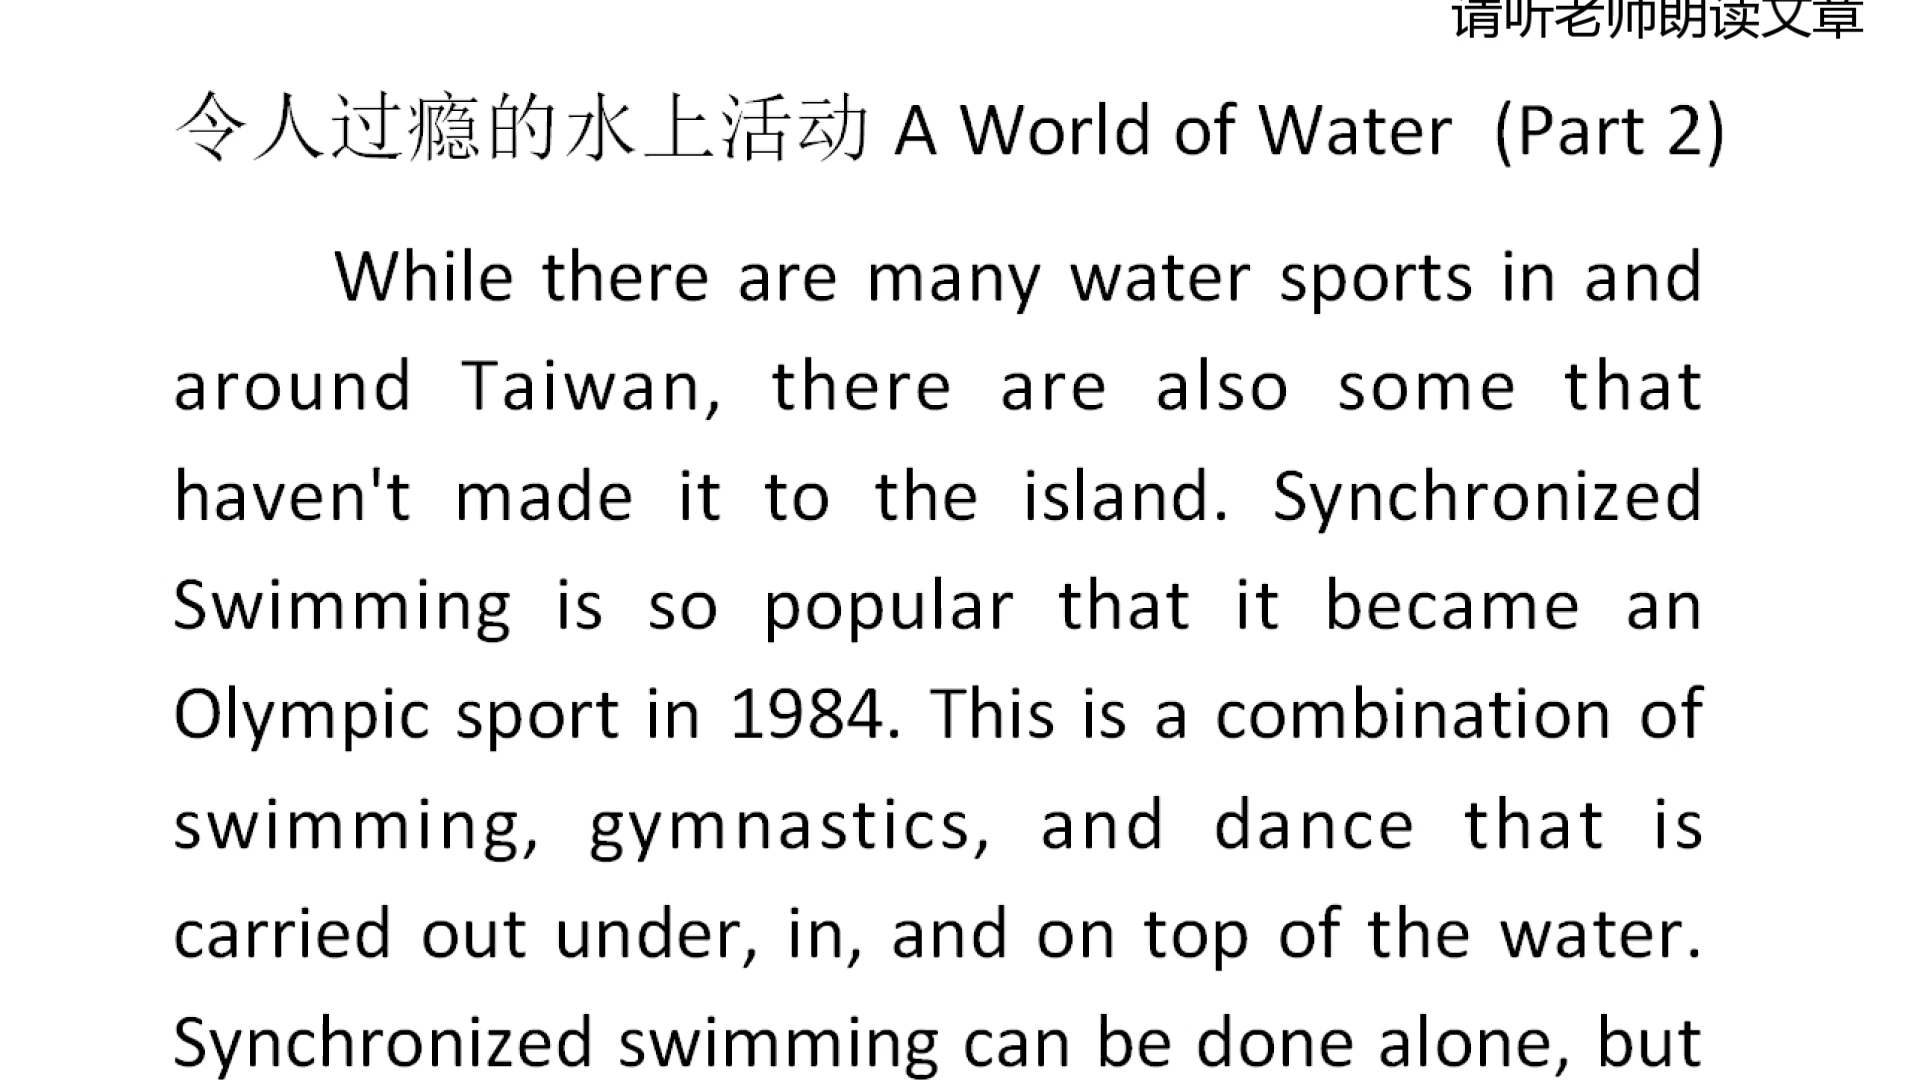 请听老师朗读文章
令人过瘾的水上活动 A World of Water (Part 2)
While there are many water sports in and
around Taiwan, there are also some that
haven't made it to the island. Synchronized
Swimming is so popular that it became an
Olympic sport in 1984. This is a combination of
swimming, gymnastics, and dance that is
carried out under, in, and on top of the water.
Synchronized swimming can be done alone, but